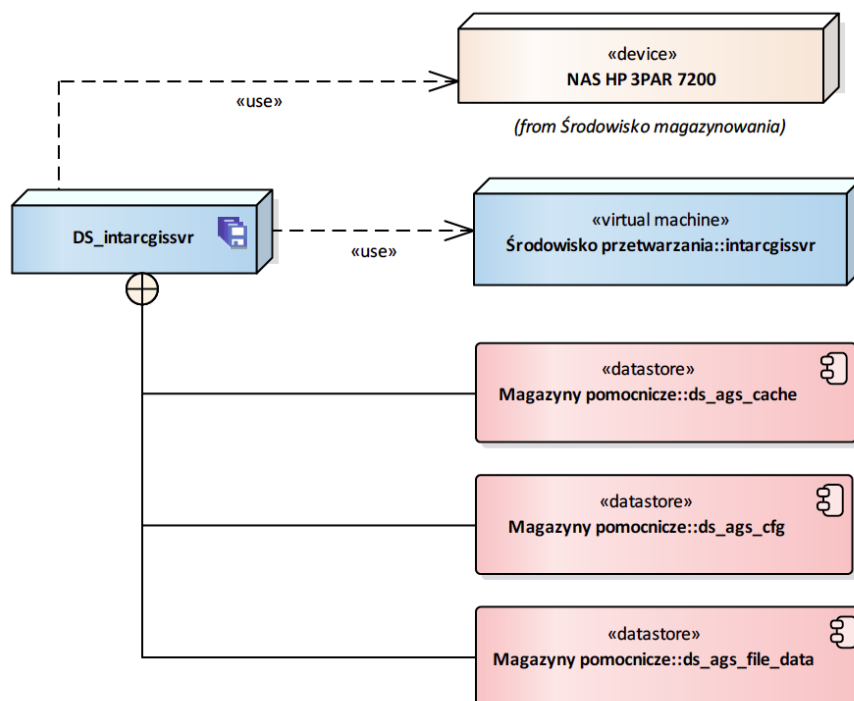 «device»
NAS HP 3PAR 7200
«use»
(from Środowisko magazynowania)
«virtual machine»
DS_intarcgissvr
Środowisko przetwarzania::intarcgissvr
«use»
«datastore»
Magazyny pomocnicze::ds_ags_cache
«datastore»
Magazyny pomocnicze::ds_ags_cfg
«datastore»
Magazyny pomocnicze::ds_ags_file_data